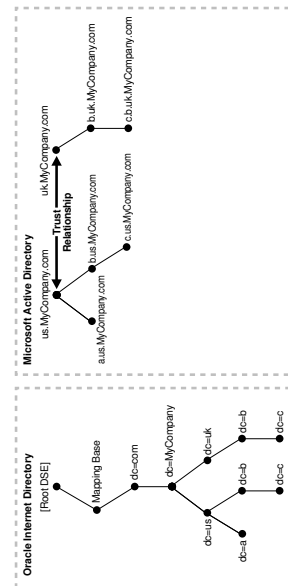 Oracle Internet Directory
[Root DSE]
Mapping Base
dc=com
dc=MyCompany
dc=us
dc=uk
dc=a
dc=b
dc=b
dc=c
dc=c
Microsoft Active Directory
us.MyCompany.com
uk.MyCompany.com
Trust
Relationship
a.us.MyCompany.com
b.us.MyCompany.com
b.uk.MyCompany.com
c.us.MyCompany.com
c.b.uk.MyCompany.com